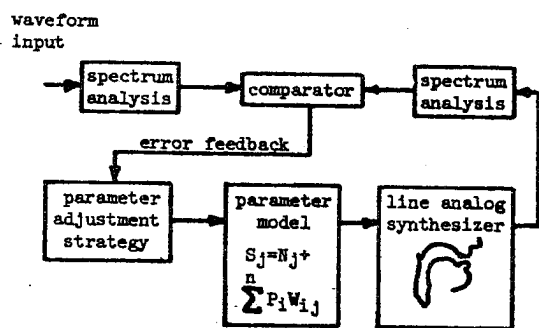 waveform
input
spectrum
analysis
comparator
spectrum
analysis
error feedback
parameter
adjustment
strategy
parameter
model
Sj=Nj+
n
∑ PiWij
line analog
synthesizer